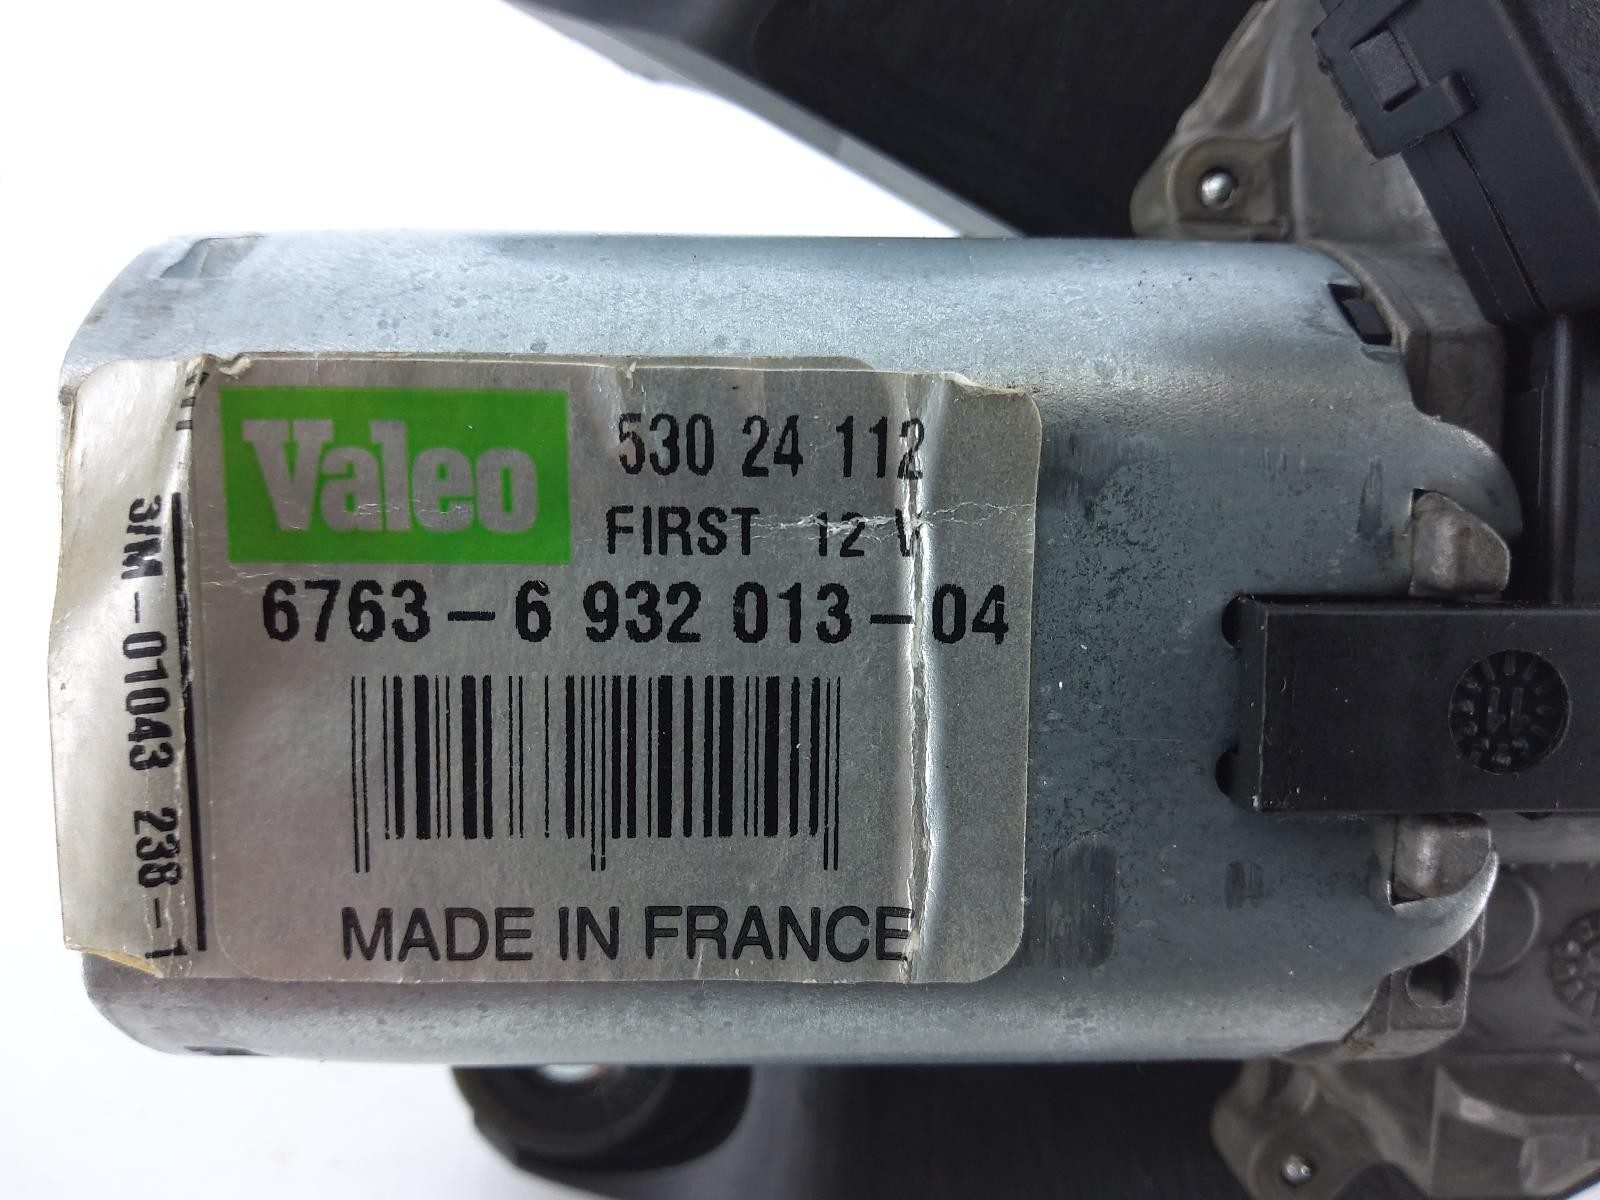 Valeo
530 24 112
FIRST 12 V
6763-6 932 013-04
MADE IN FRANCE
3/M-01043 238-1